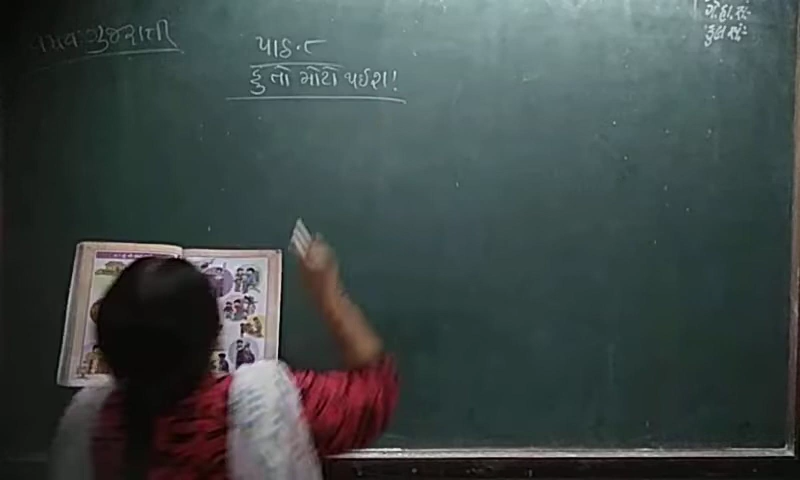 ગુજરાતી
પાઠ.૮
હું તો મોટો થઈશ!
ગે.હા.સં:-
કુલ સં:-